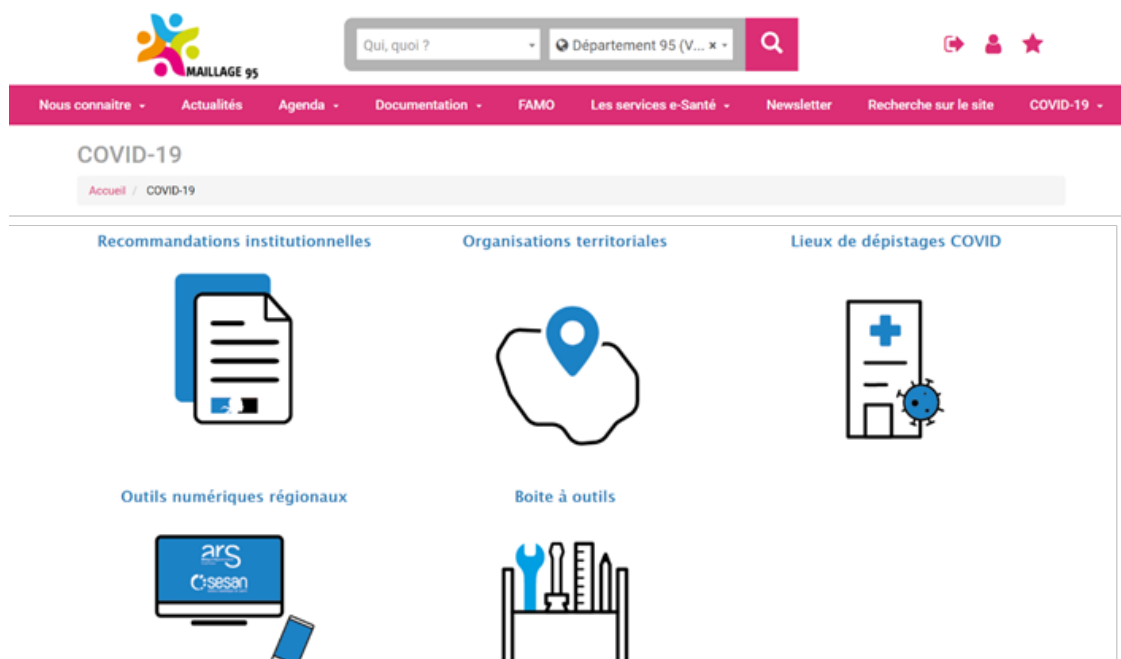 MAILLAGE 95
Qui, quoi ?
Département 95 (V... × 
Nous connaitre
Actualités
Agenda
Documentation
FAMO
Les services e-Santé
Newsletter
Recherche sur le site
COVID-19
COVID-19
Accueil / COVID-19
Recommandations institutionnelles
Organisations territoriales
Lieux de dépistages COVID
Outils numériques régionaux
Boite à outils
ars
sesan